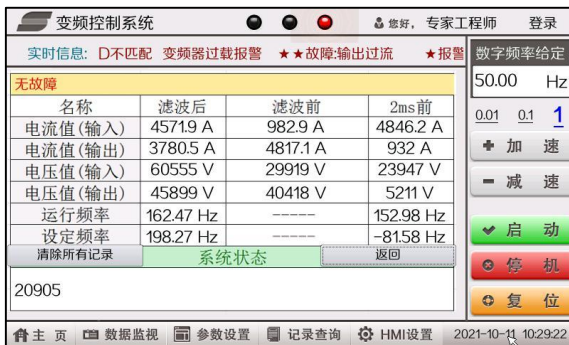 变频控制系统 您好, 专家工程师 登录
实时信息: D不匹配 变频器过载报警 ★★故障:输出过流 ★报警
数字频率给定
无故障
50.00 Hz
名称 滤波后 滤波前 2ms前
电流值(输入) 4571.9 A 982.9 A 4846.2 A
电流值(输出) 3780.5 A 4817.1 A 932 A
电压值(输入) 60555 V 29919 V 23947 V
电压值(输出) 45899 V 40418 V 5211 V
运行频率 162.47 Hz ----- 152.98 Hz
设定频率 198.27 Hz ----- -81.58 Hz
0.01 0.1 1
加 速
减 速
启 动
停 机
复 位
清除所有记录 系统状态 返回
20905
主 页 数据监视 参数设置 记录查询 HMI设置 2021-10-11 10:29:22